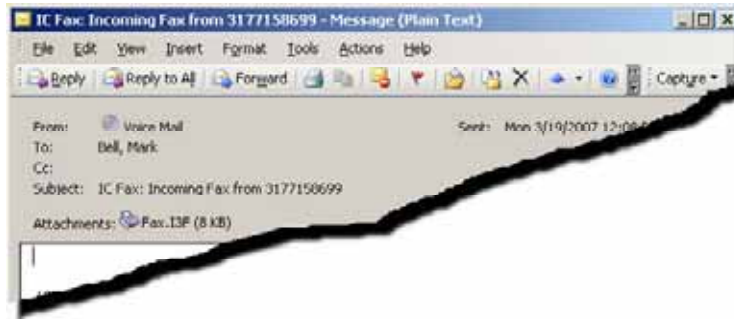 IC Fax: Incoming Fax from 3177158699 - Message (Plain Text)
File Edit View Insert Format Tools Actions Help
Reply Reply to All Forward Capture
From: Voice Mail Sent: Mon 3/19/2007
To: Bell, Mark
Cc:
Subject: IC Fax: Incoming Fax from 3177158699
Attachments: Fax.I3F (8 KB)